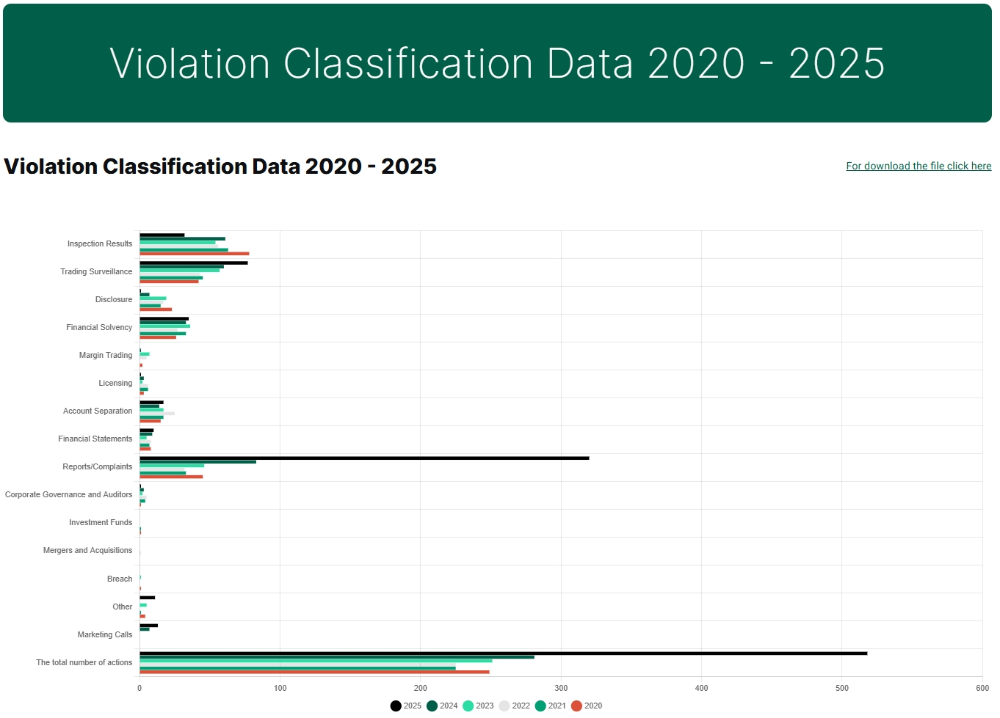 Violation Classification Data 2020 - 2025
Violation Classification Data 2020 - 2025
For download the file click here
Inspection Results
Trading Surveillance
Disclosure
Financial Solvency
Margin Trading
Licensing
Account Separation
Financial Statements
Reports/Complaints
Corporate Governance and Auditors
Investment Funds
Mergers and Acquisitions
Breach
Other
Marketing Calls
The total number of actions
0 100 200 300 400 500 600
2025 2024 2023 2022 2021 2020